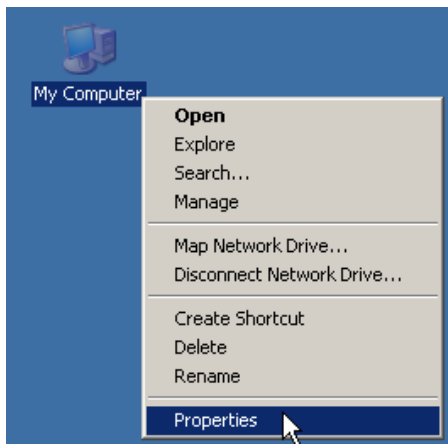 My Computer
Open
Explore
Search...
Manage
Map Network Drive...
Disconnect Network Drive...
Create Shortcut
Delete
Rename
Properties